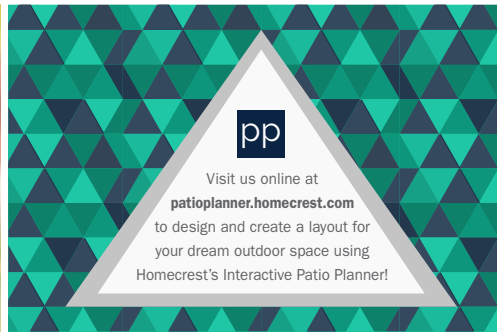 pp
Visit us online at
patioplanner.homecrest.com
to design and create a layout for
your dream outdoor space using
Homecrest's Interactive Patio Planner!